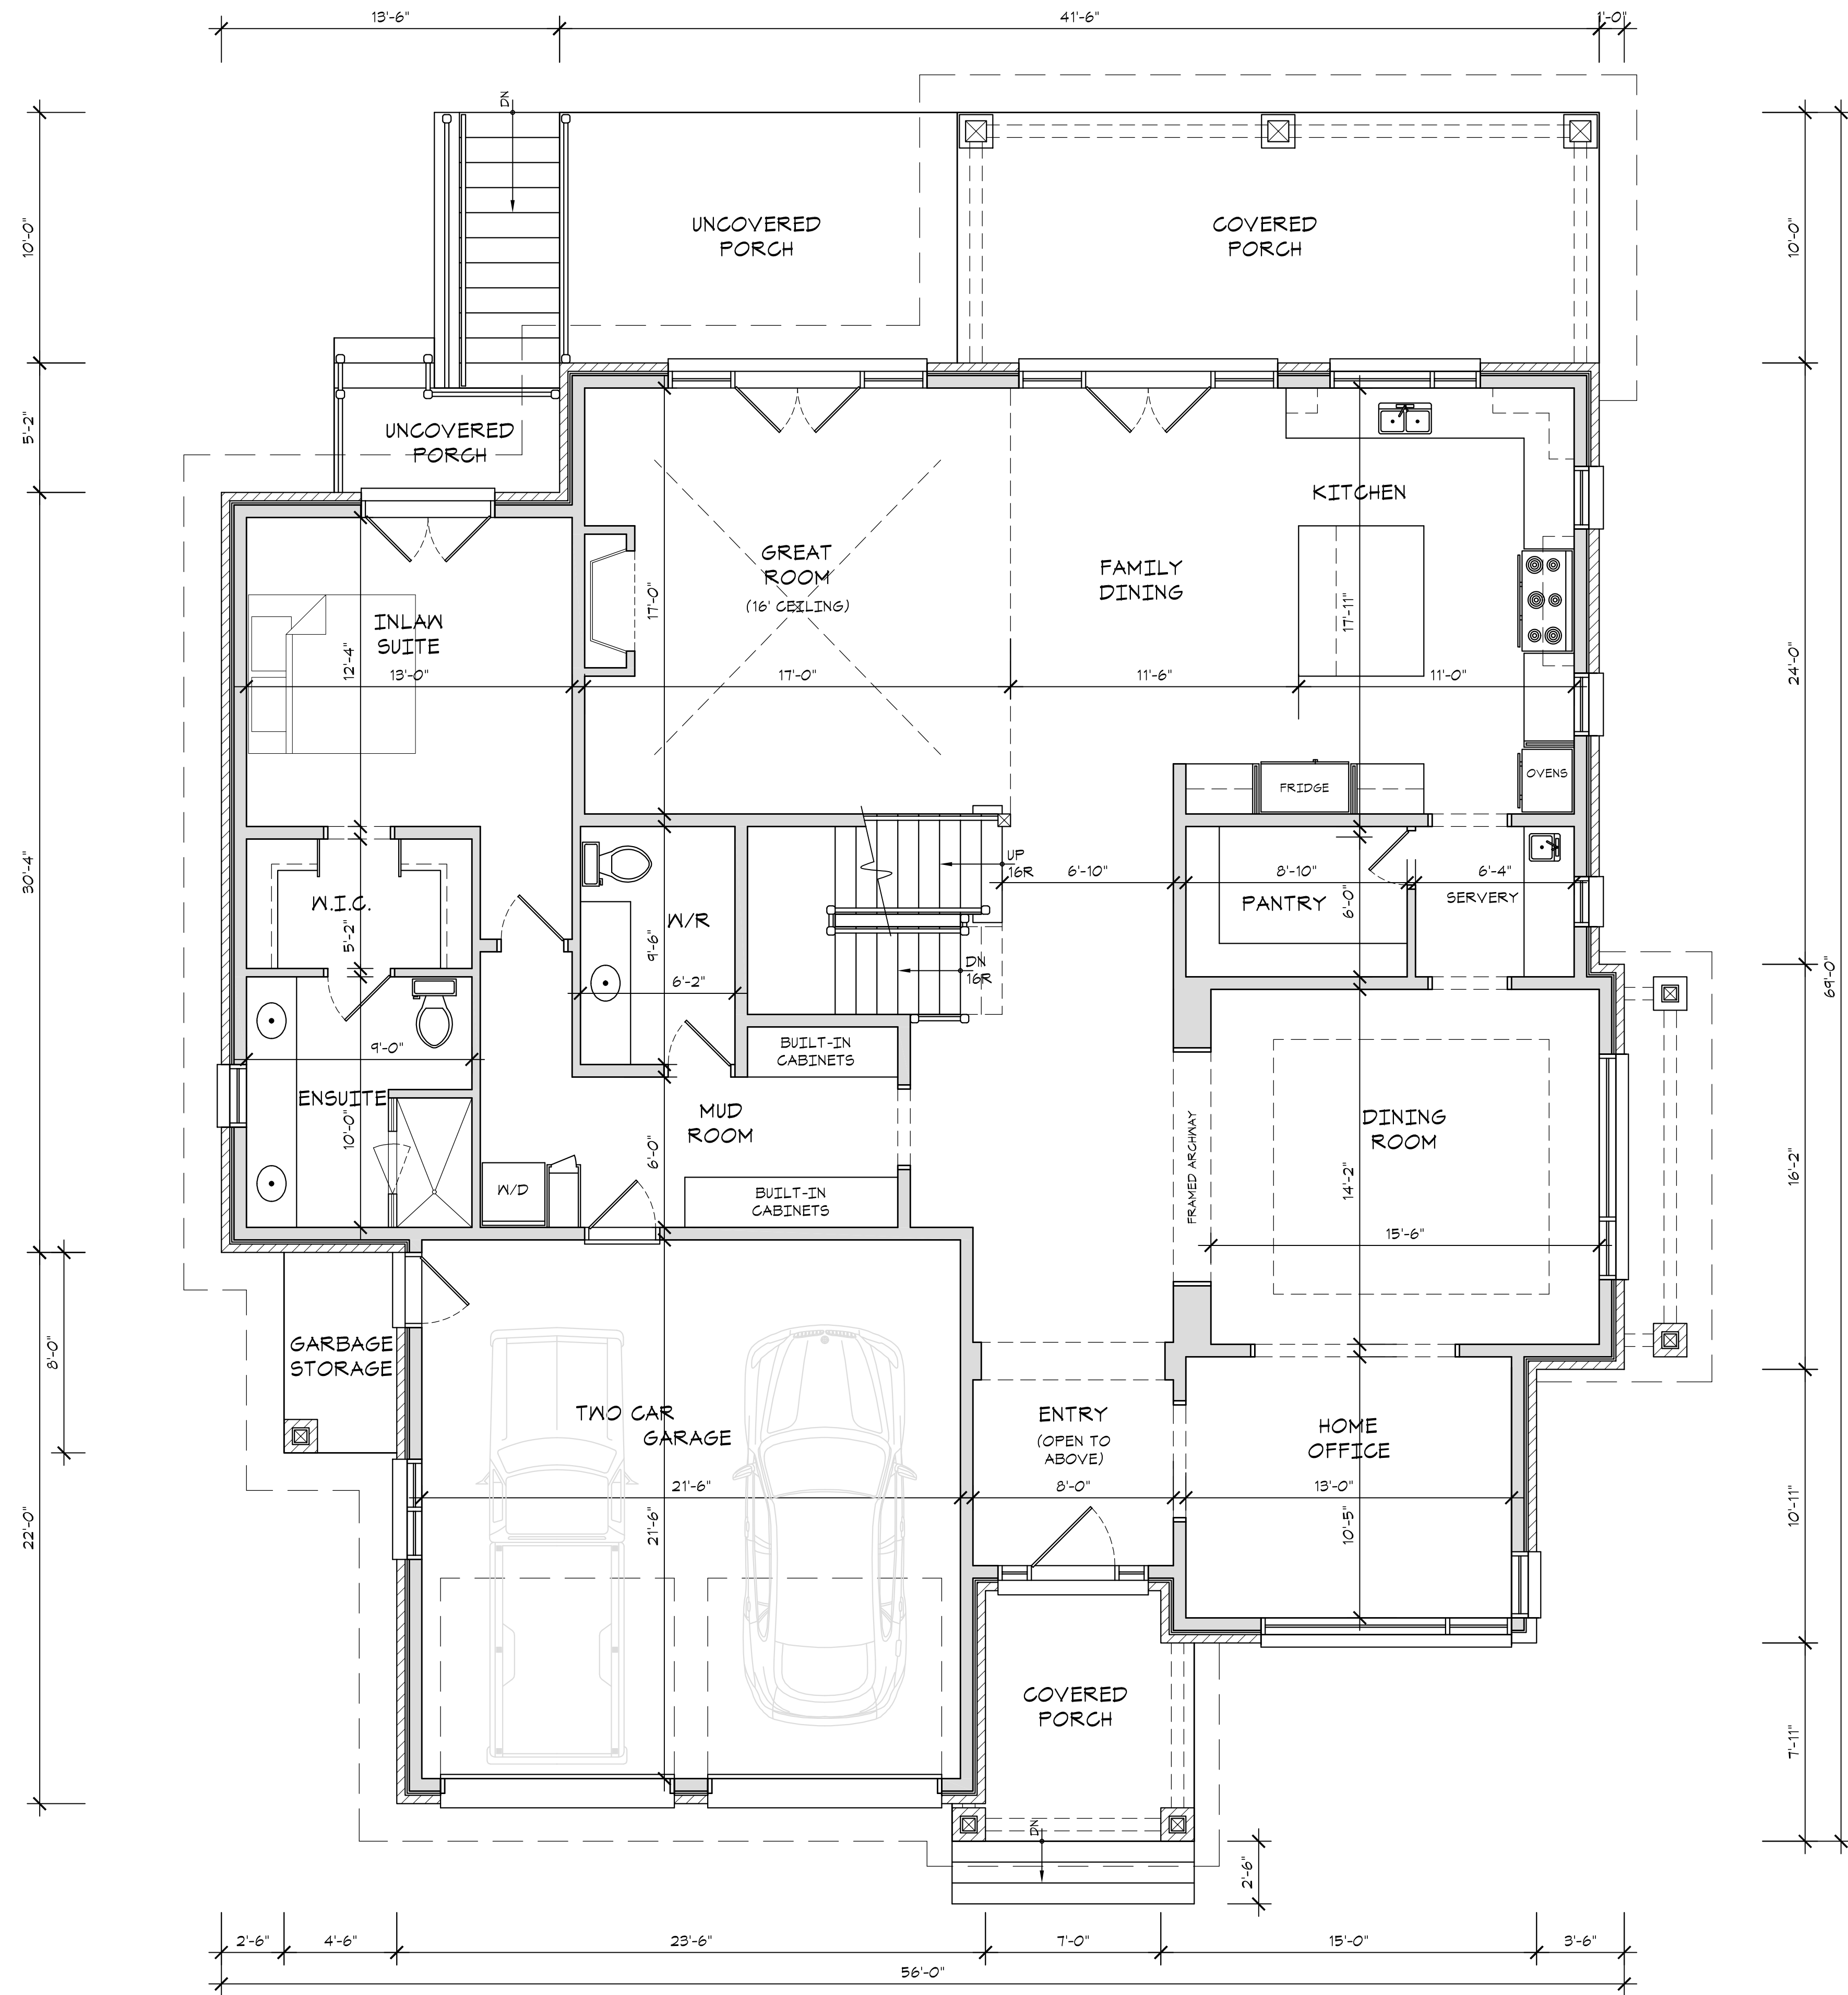 13'-6"
41'-6"
1'-0"
DN
10'-0"
UNCOVERED
PORCH
COVERED
PORCH
10'-0"
5'-2"
UNCOVERED
PORCH
KITCHEN
GREAT
ROOM
(16' CEILING)
FAMILY
DINING
17'-0"
17'-11"
INLAW
SUITE
12'-4"
13'-0"
17'-0"
11'-6"
11'-0"
24'-0"
FRIDGE
OVENS
30'-4"
UP
16R
6'-10"
8'-10"
6'-4"
W.I.C.
5'-2"
W/R
9'-6"
PANTRY
6'-0"
SERVERY
DN
16R
6'-2"
69'-0"
9'-0"
BUILT-IN
CABINETS
ENSUITE
10'-0"
MUD
ROOM
6'-0"
FRAMED ARCHWAY
DINING
ROOM
14'-2"
16'-2"
W/D
BUILT-IN
CABINETS
15'-6"
8'-0"
GARBAGE
STORAGE
TWO CAR
GARAGE
ENTRY
(OPEN TO
ABOVE)
HOME
OFFICE
22'-0"
21'-6"
21'-6"
8'-0"
13'-0"
10'-5"
10'-11"
COVERED
PORCH
7'-11"
DN
2'-6"
2'-6"
4'-6"
23'-6"
7'-0"
15'-0"
3'-6"
56'-0"